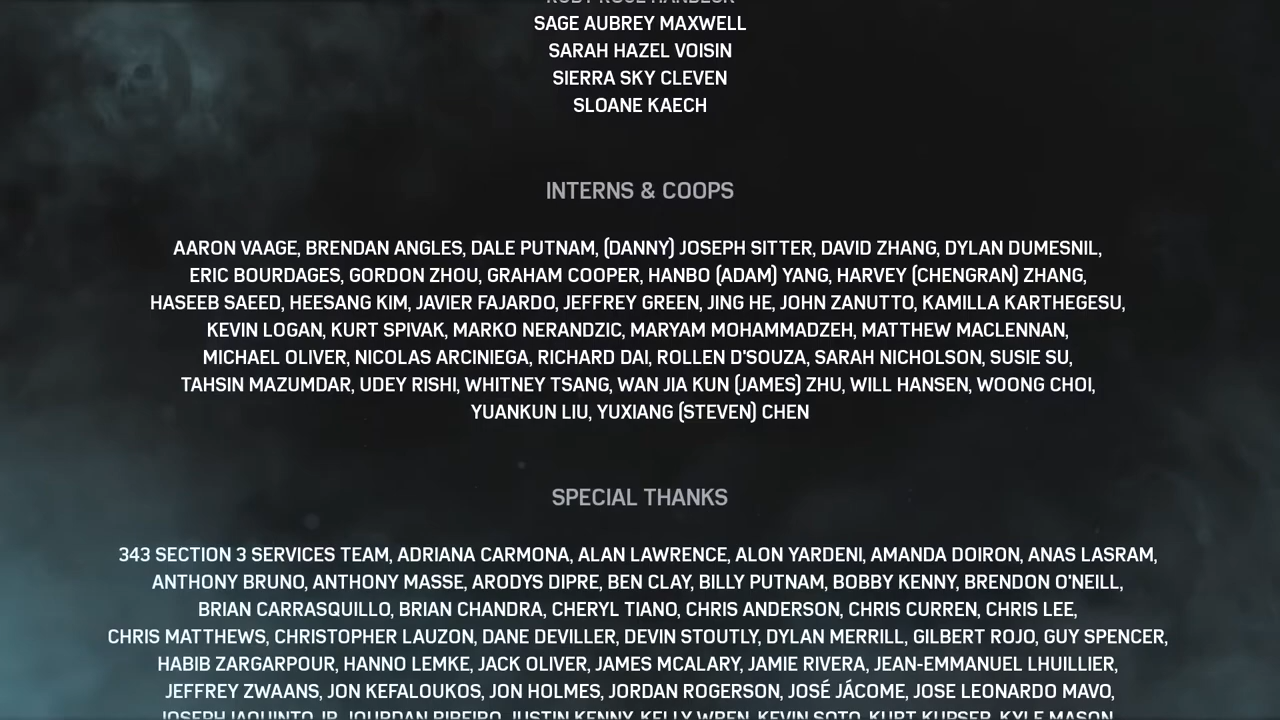 SAGE AUBREY MAXWELL
SARAH HAZEL VOISIN
SIERRA SKY CLEVEN
SLOANE KAECH
INTERNS & COOPS
AARON VAAGE, BRENDAN ANGLES, DALE PUTNAM, (DANNY) JOSEPH SITTER, DAVID ZHANG, DYLAN DUMESNIL,
ERIC BOURDAGES, GORDON ZHOU, GRAHAM COOPER, HANBO (ADAM) YANG, HARVEY (CHENGRAN) ZHANG,
HASEEB SAEED, HEESANG KIM, JAVIER FAJARDO, JEFFREY GREEN, JING HE, JOHN ZANUTTO, KAMILLA KARTHEGESU,
KEVIN LOGAN, KURT SPIVAK, MARKO NERANDZIC, MARYAM MOHAMMADZEH, MATTHEW MACLENNAN,
MICHAEL OLIVER, NICOLAS ARCINIEGA, RICHARD DAI, ROLLEN D'SOUZA, SARAH NICHOLSON, SUSIE SU,
TAHSIN MAZUMDAR, UDEY RISHI, WHITNEY TSANG, WAN JIA KUN (JAMES) ZHU, WILL HANSEN, WOONG CHOI,
YUANKUN LIU, YUXIANG (STEVEN) CHEN
SPECIAL THANKS
343 SECTION 3 SERVICES TEAM, ADRIANA CARMONA, ALAN LAWRENCE, ALON YARDENI, AMANDA DOIRON, ANAS LASRAM,
ANTHONY BRUNO, ANTHONY MASSE, ARODYS DIPRE, BEN CLAY, BILLY PUTNAM, BOBBY KENNY, BRENDON O'NEILL,
BRIAN CARRASQUILLO, BRIAN CHANDRA, CHERYL TIANO, CHRIS ANDERSON, CHRIS CURREN, CHRIS LEE,
CHRIS MATTHEWS, CHRISTOPHER LAUZON, DANE DEVILLER, DEVIN STOUTLY, DYLAN MERRILL, GILBERT ROJO, GUY SPENCER,
HABIB ZARGARPOUR, HANNO LEMKE, JACK OLIVER, JAMES MCALARY, JAMIE RIVERA, JEAN-EMMANUEL LHUILLIER,
JEFFREY ZWAANS, JON KEFALOUKOS, JON HOLMES, JORDAN ROGERSON, JOSÉ JÁCOME, JOSE LEONARDO MAVO,
JUSTIN KENNY, KELLY WREN, KEVIN SOTO, KYLE MASON,